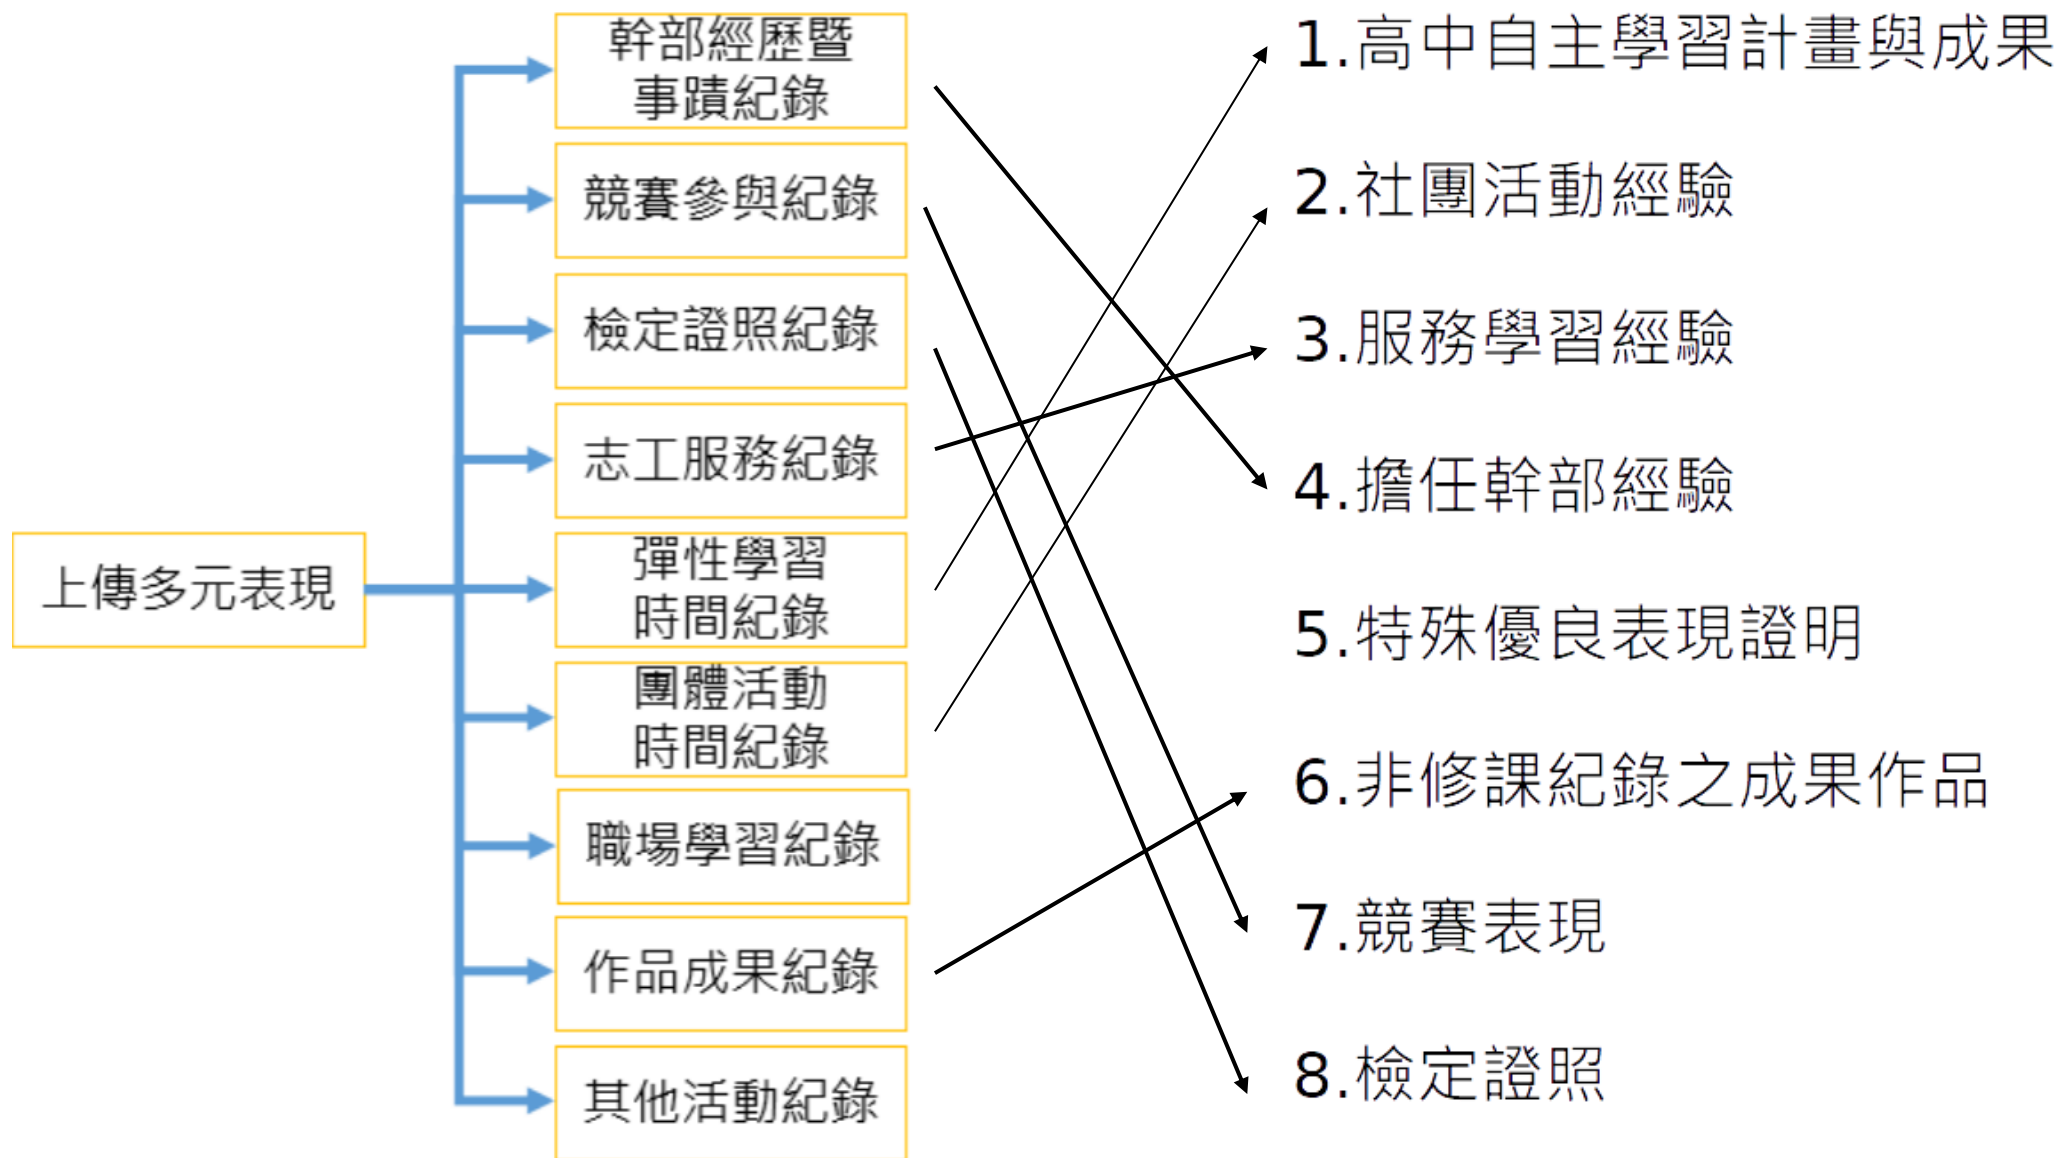 上傳多元表現
幹部經歷暨
事蹟紀錄
競賽參與紀錄
檢定證照紀錄
志工服務紀錄
彈性學習
時間紀錄
團體活動
時間紀錄
職場學習紀錄
作品成果紀錄
其他活動紀錄
1.高中自主學習計畫與成果
2.社團活動經驗
3.服務學習經驗
4.擔任幹部經驗
5.特殊優良表現證明
6.非修課紀錄之成果作品
7.競賽表現
8.檢定證照